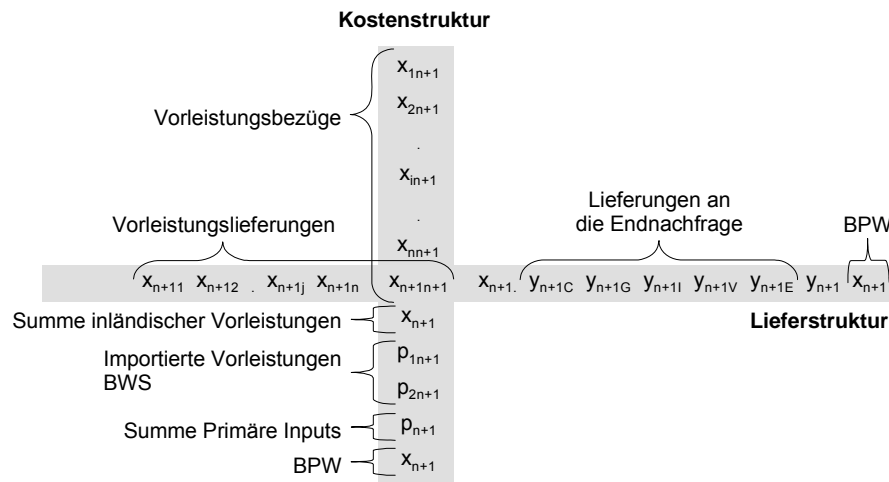 Kostenstruktur
x1n+1
Vorleistungsbezüge
x2n+1
.
xin+1
.
xnn+1
Vorleistungslieferungen
Lieferungen an
die Endnachfrage
BPW
xn+11 xn+12 . xn+1j xn+1n xn+1n+1 xn+1. yn+1C yn+1G yn+1I yn+1V yn+1E yn+1 xn+1
Summe inländischer Vorleistungen xn+1
Lieferstruktur
Importierte Vorleistungen p1n+1
BWS
p2n+1
Summe Primäre Inputs pn+1
BPW xn+1